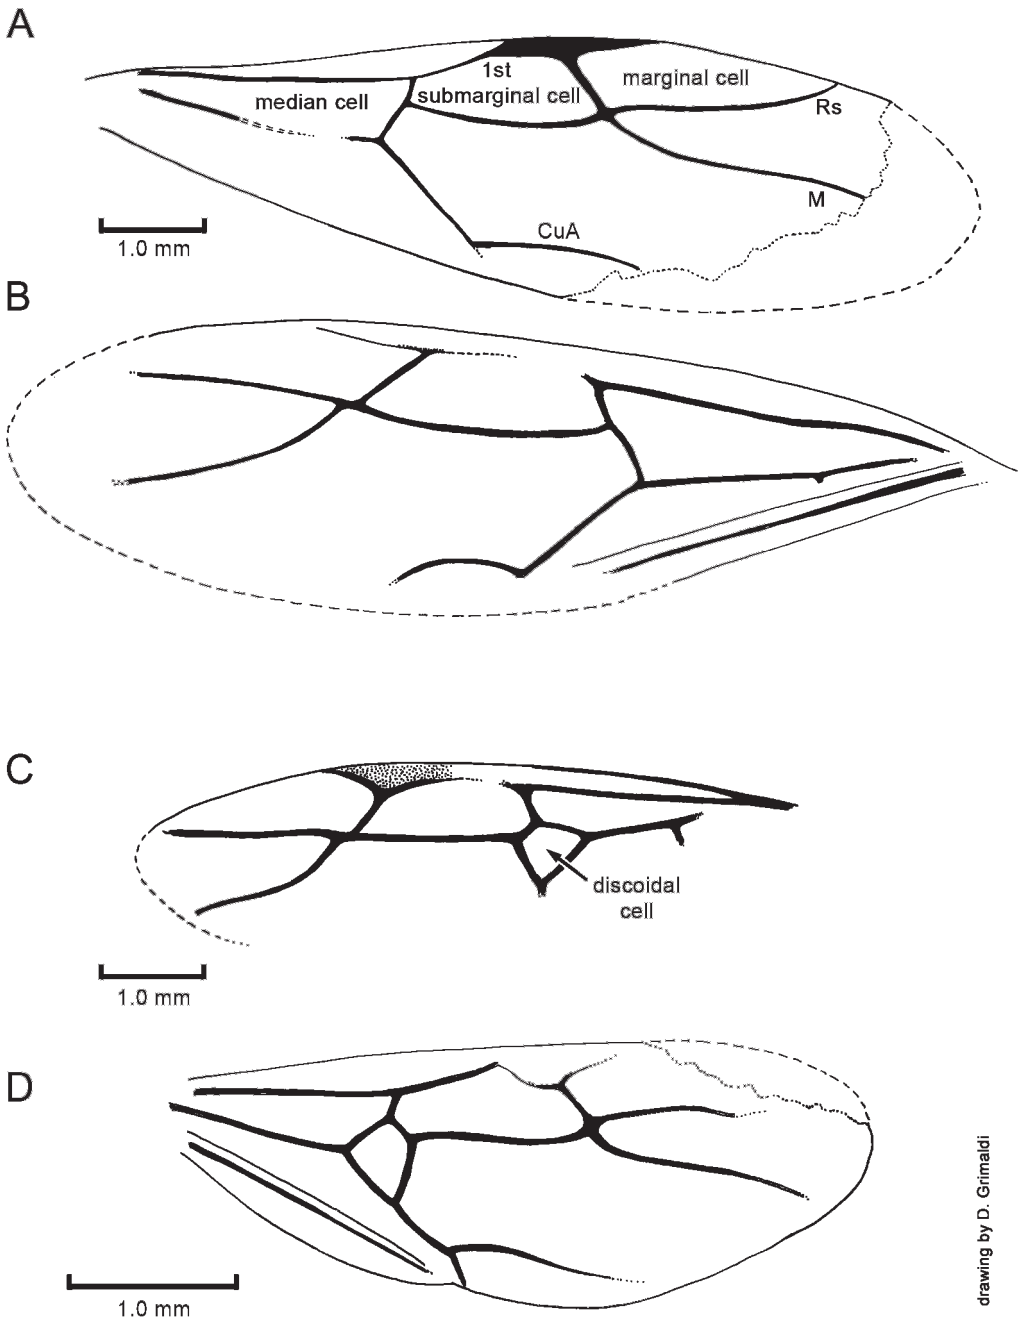 A
1st
submarginal cell
marginal cell
median cell
Rs
M
CuA
1.0 mm
B
C
discoidal
cell
1.0 mm
D
1.0 mm
drawing by D. Grimaldi